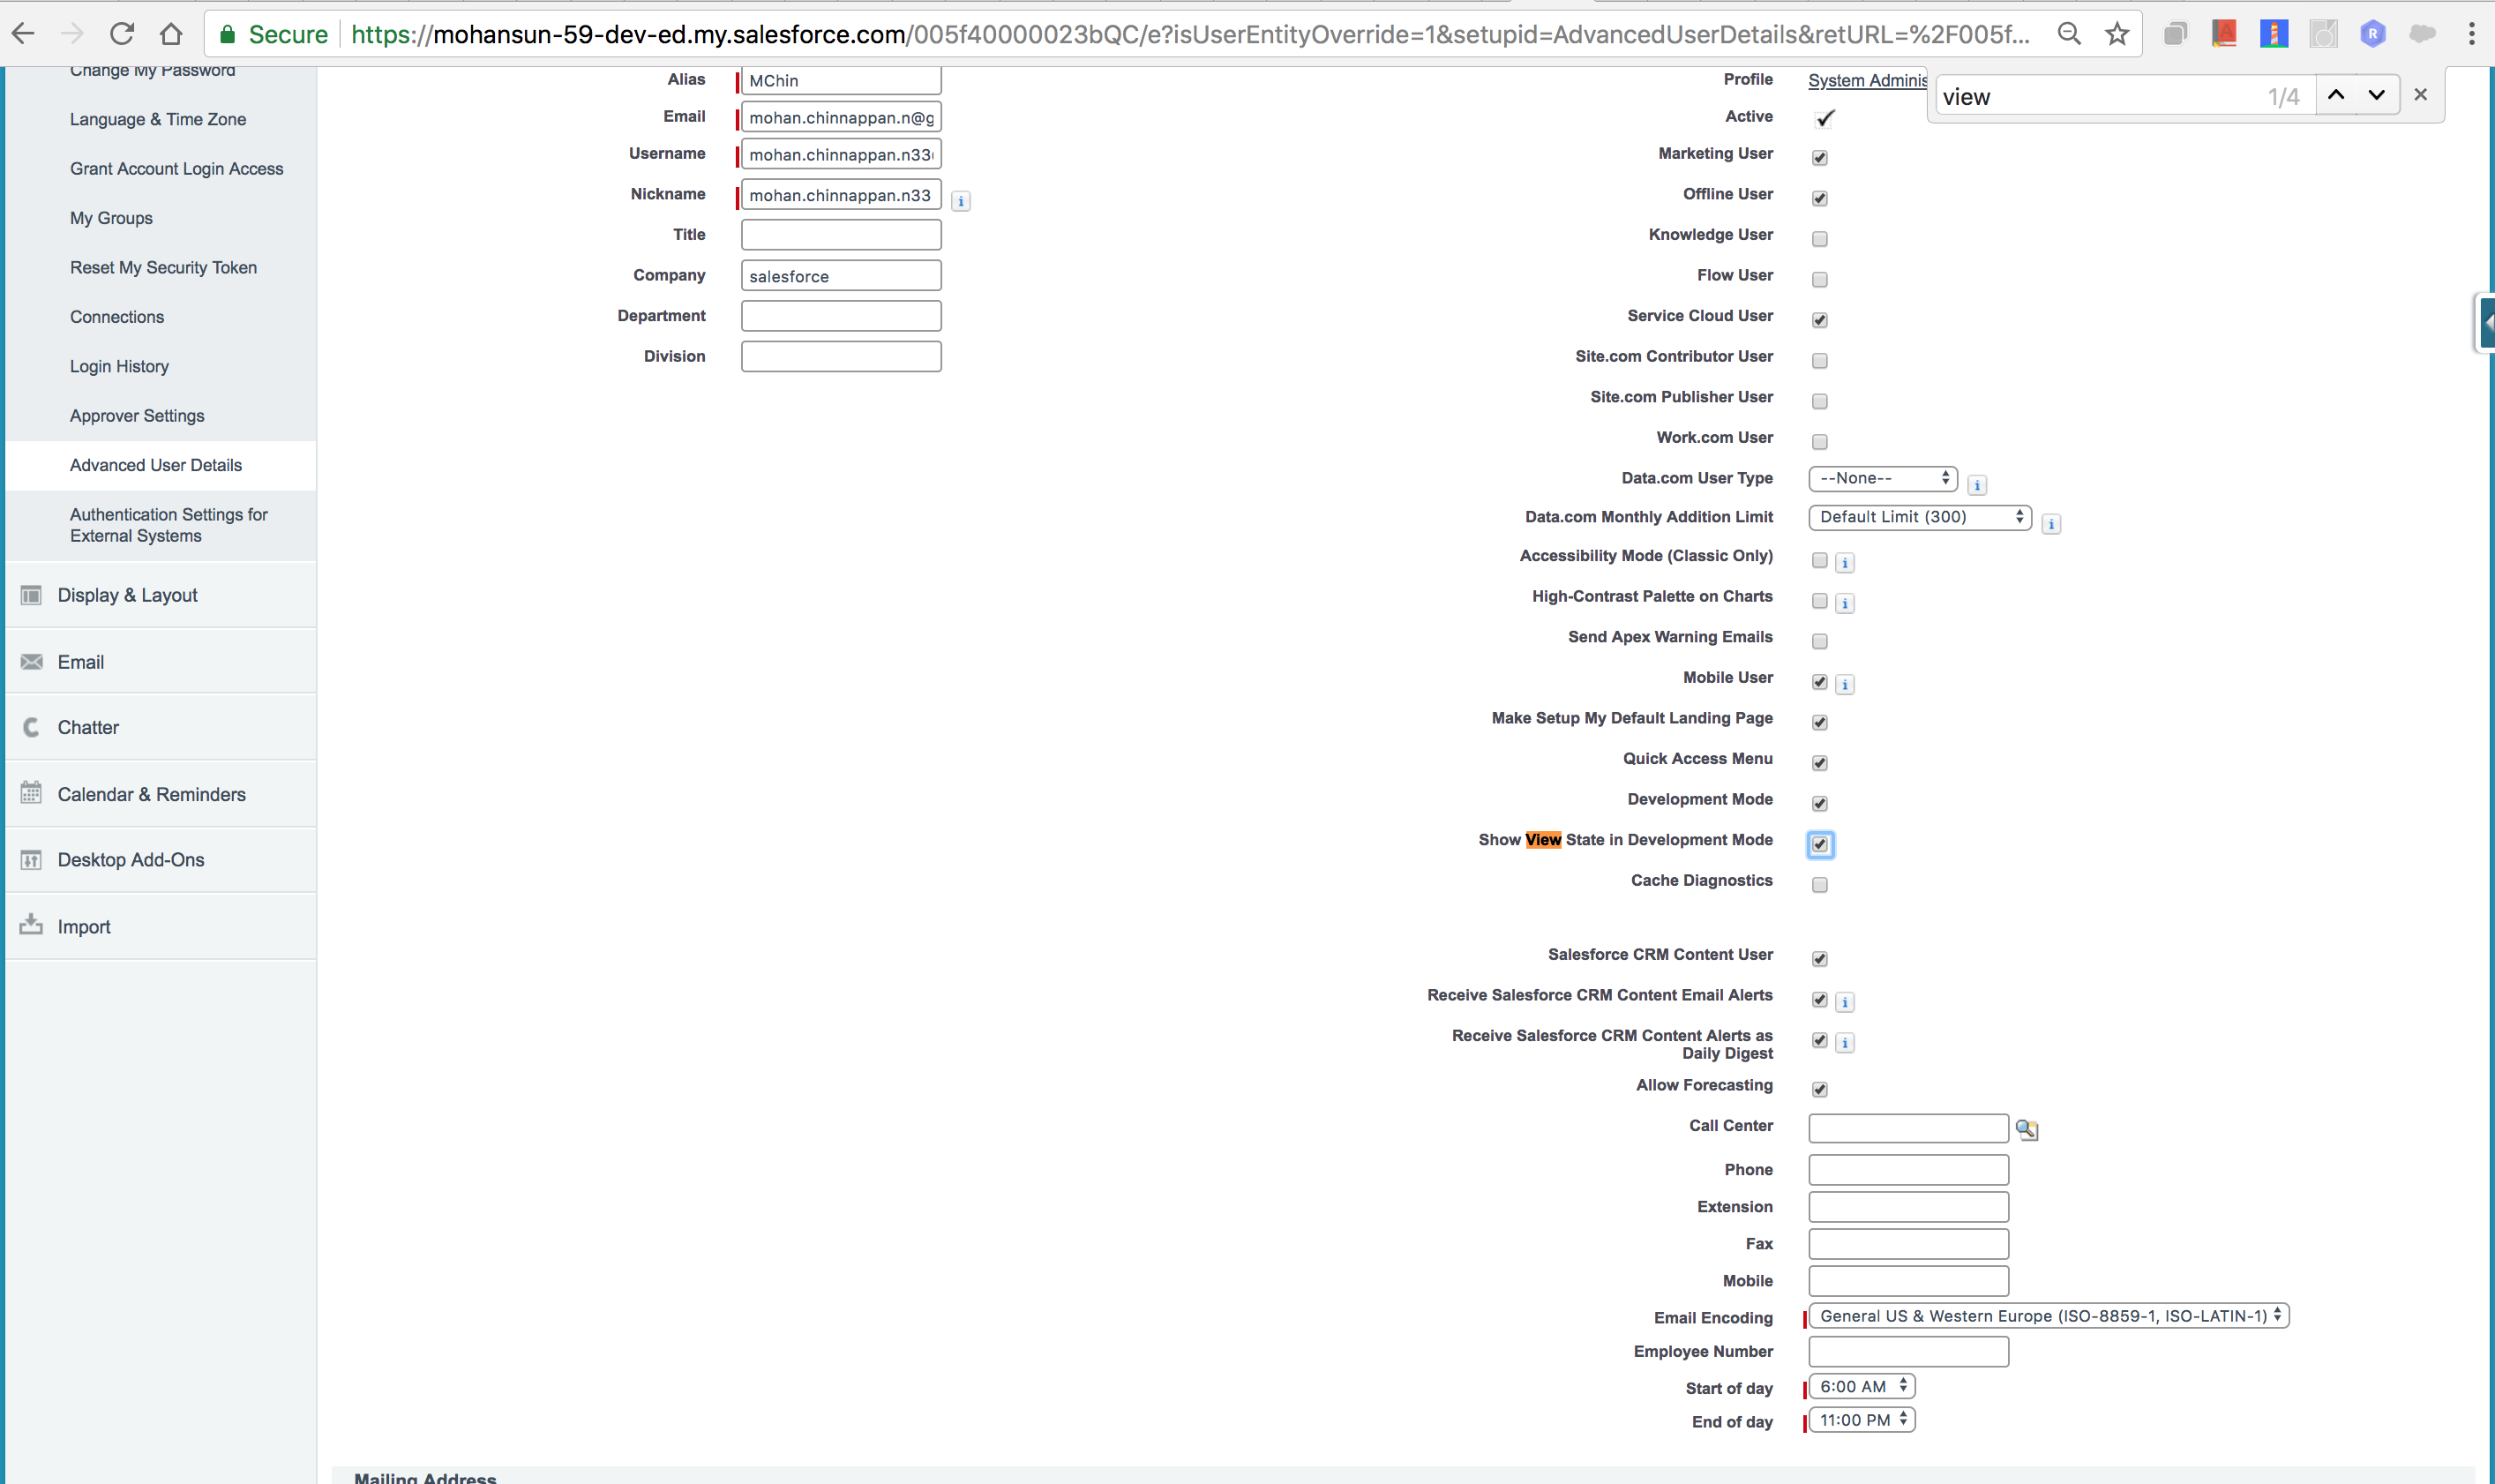 Secure https://mohansun-59-dev-ed.my.salesforce.com/005f40000023bQC/e?isUserEntityOverride=1&setupid=AdvancedUserDetails&retURL=%2F005f...
view 1/4
Change My Password
Language & Time Zone
Grant Account Login Access
My Groups
Reset My Security Token
Connections
Login History
Approver Settings
Advanced User Details
Authentication Settings for
External Systems
Display & Layout
Email
Chatter
Calendar & Reminders
Desktop Add-Ons
Import
Alias MChin
Email mohan.chinnappan.n@g
Username mohan.chinnappan.n33
Nickname mohan.chinnappan.n33
Title
Company salesforce
Department
Division
Profile System Adminis
Active
Marketing User
Offline User
Knowledge User
Flow User
Service Cloud User
Site.com Contributor User
Site.com Publisher User
Work.com User
Data.com User Type --None--
Data.com Monthly Addition Limit Default Limit (300)
Accessibility Mode (Classic Only)
High-Contrast Palette on Charts
Send Apex Warning Emails
Mobile User
Make Setup My Default Landing Page
Quick Access Menu
Development Mode
Show View State in Development Mode
Cache Diagnostics
Salesforce CRM Content User
Receive Salesforce CRM Content Email Alerts
Receive Salesforce CRM Content Alerts as
Daily Digest
Allow Forecasting
Call Center
Phone
Extension
Fax
Mobile
Email Encoding General US & Western Europe (ISO-8859-1, ISO-LATIN-1)
Employee Number
Start of day 6:00 AM
End of day 11:00 PM
Mailing Address